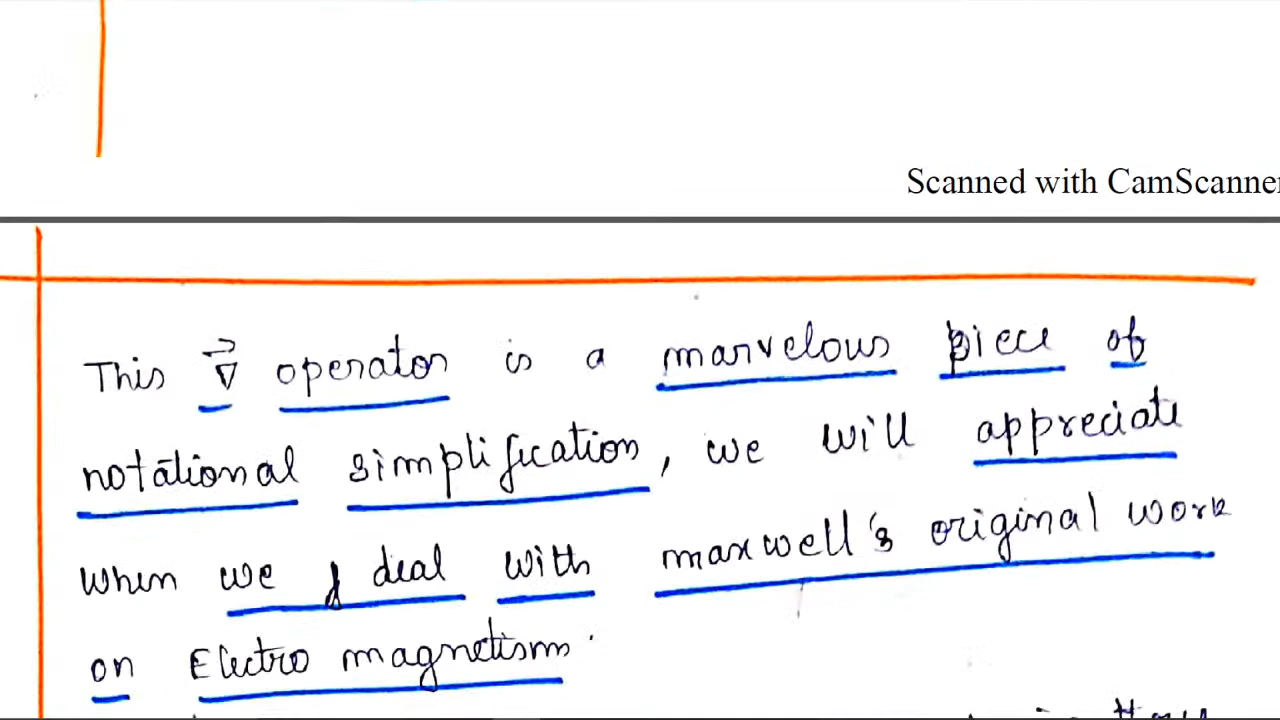 Scanned with CamScanner
This ∇⃗ operator is a marvelous piece of
notational simplification, we will appreciate
when we deal with maxwell's original work
on Electro magnetism.